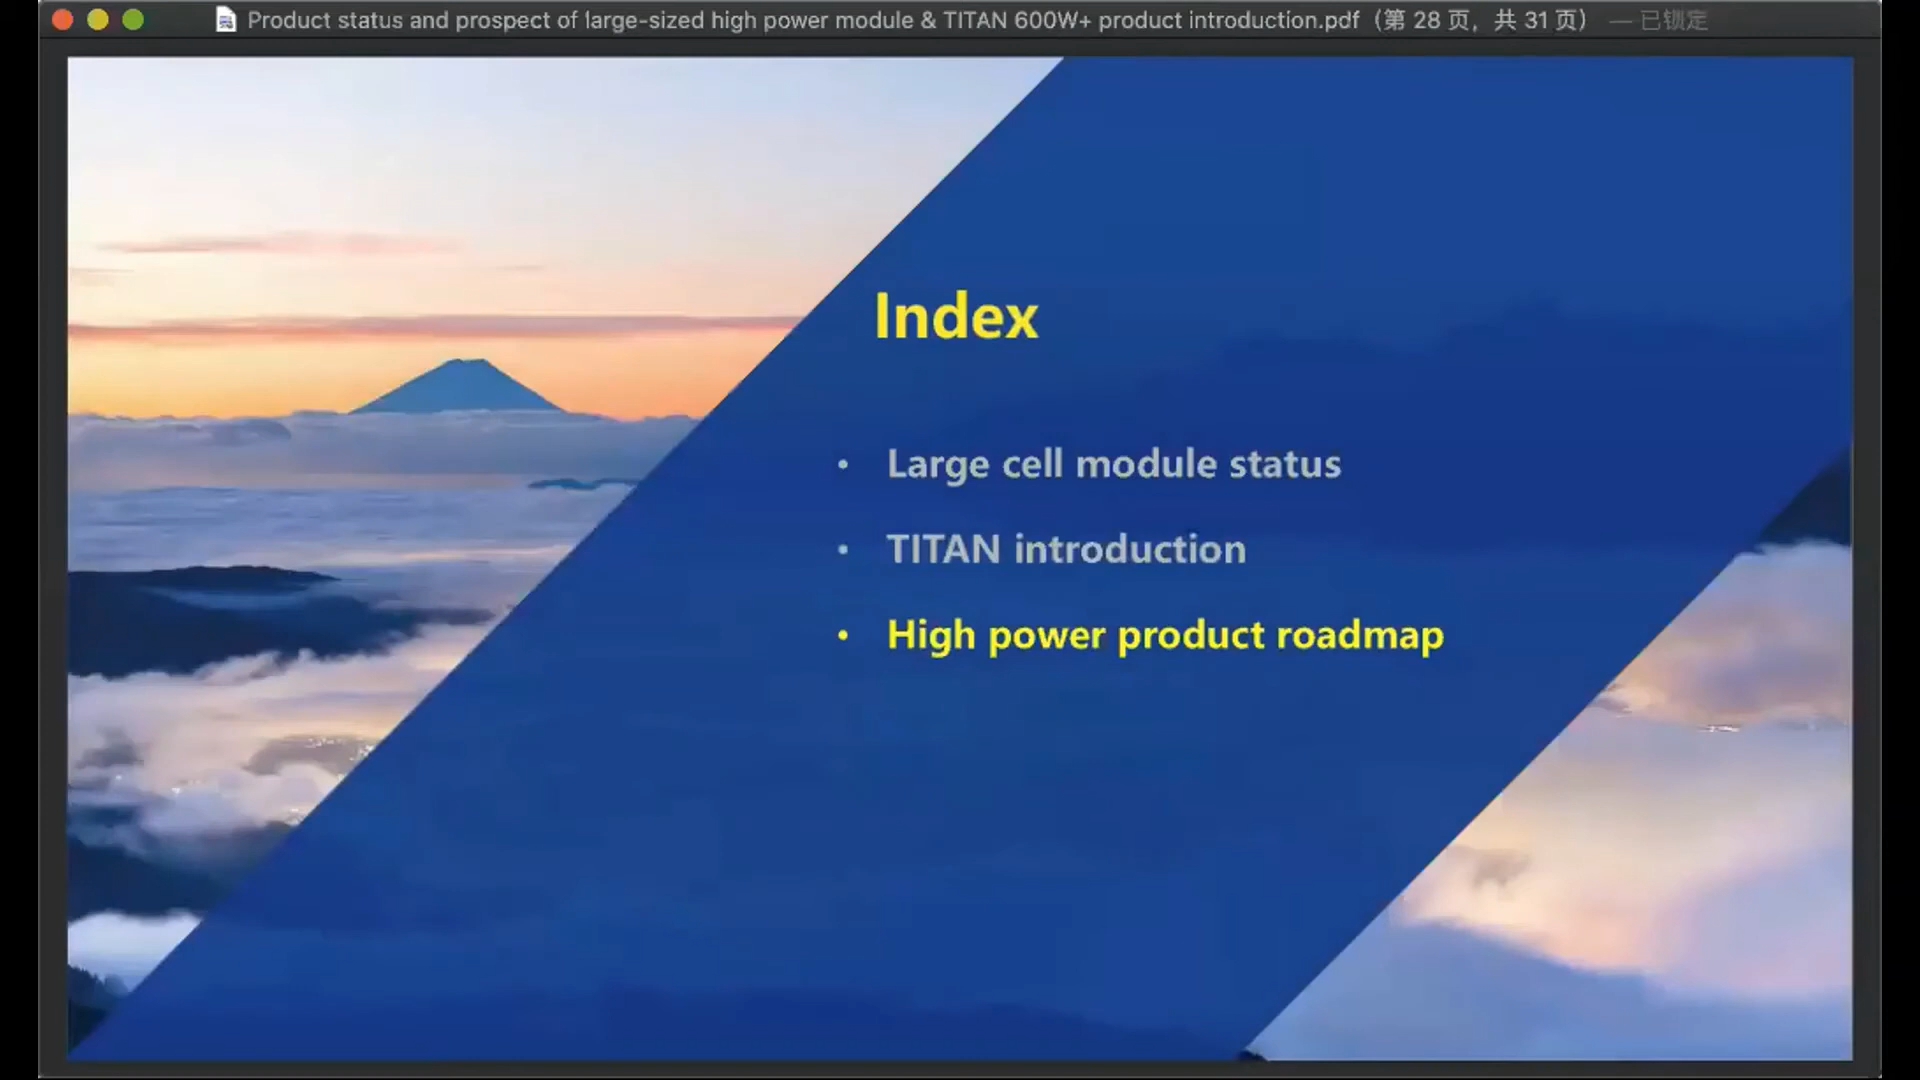 Product status and prospect of large-sized high power module & TITAN 600W+ product introduction.pdf（第 28 页，共 31 页） — 已锁定
Index
• Large cell module status
• TITAN introduction
• High power product roadmap